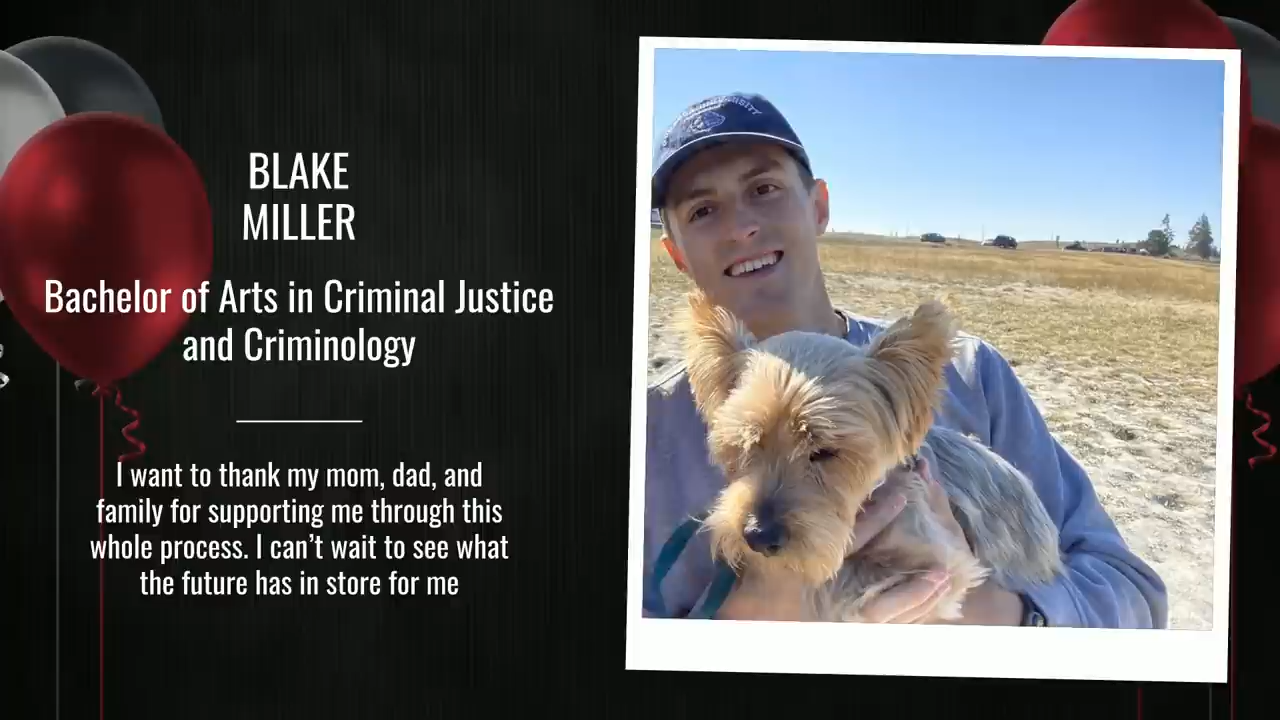 BLAKE
MILLER
Bachelor of Arts in Criminal Justice
and Criminology
I want to thank my mom, dad, and
family for supporting me through this
whole process. I can’t wait to see what
the future has in store for me